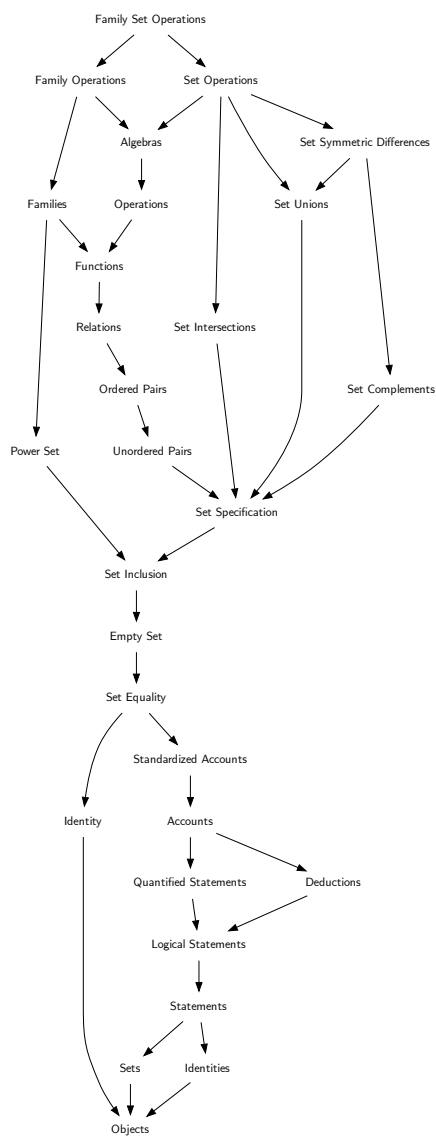 Family Set Operations
Family Operations
Set Operations
Algebras
Set Symmetric Differences
Families
Operations
Set Unions
Functions
Relations
Set Intersections
Ordered Pairs
Set Complements
Power Set
Unordered Pairs
Set Specification
Set Inclusion
Empty Set
Set Equality
Standardized Accounts
Identity
Accounts
Quantified Statements
Deductions
Logical Statements
Statements
Sets
Identities
Objects